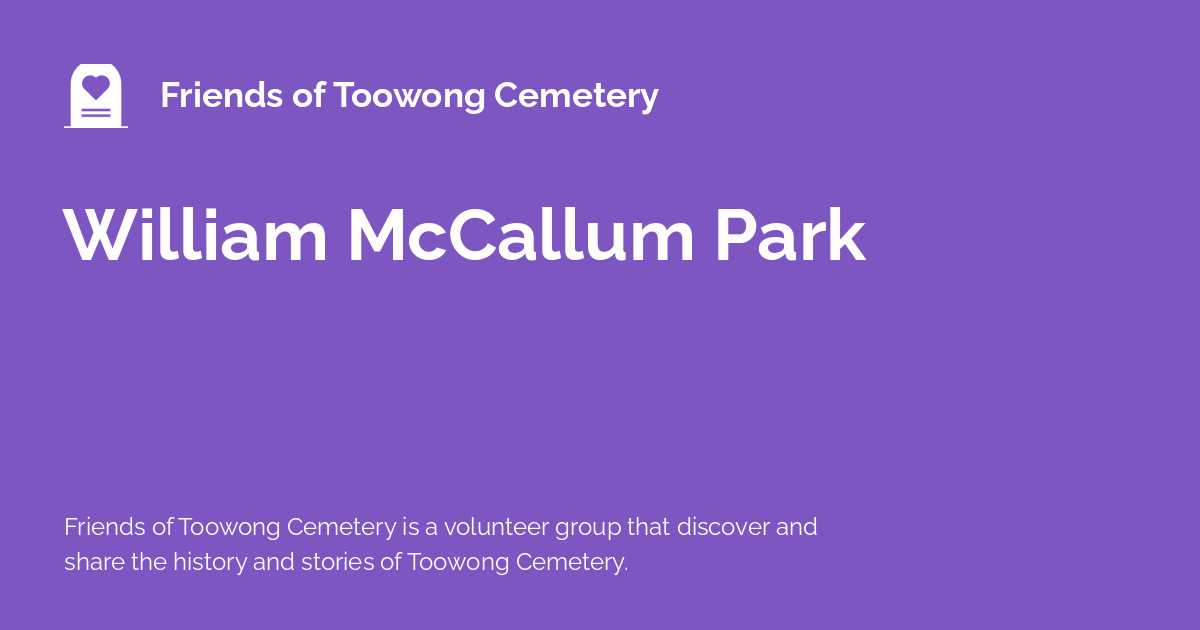 Friends of Toowong Cemetery
William McCallum Park
Friends of Toowong Cemetery is a volunteer group that discover and
share the history and stories of Toowong Cemetery.